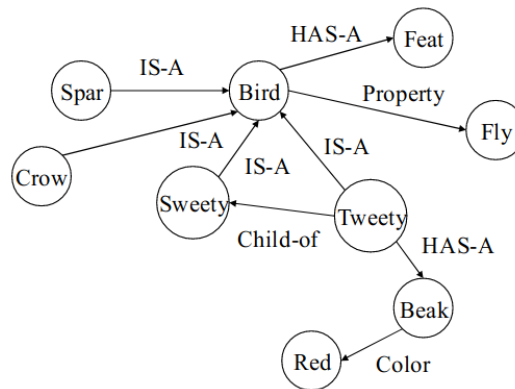 HAS-A
Feat
IS-A
Spar
Bird
Property
Fly
IS-A
IS-A
IS-A
Crow
Sweety
Tweety
Child-of
HAS-A
Beak
Red
Color